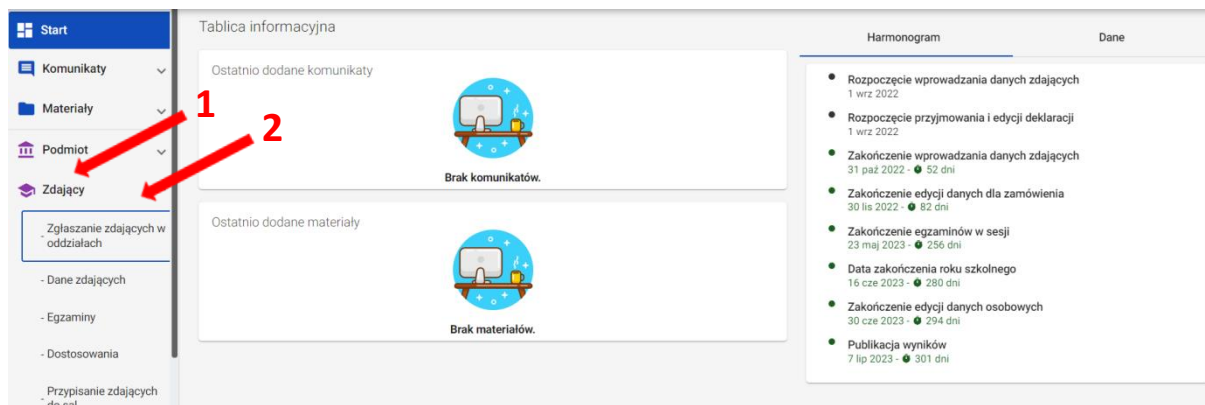 Start
Komunikaty
Materiały
Podmiot
Zdający
- Zgłaszanie zdających w
oddziałach
- Dane zdających
- Egzaminy
- Dostosowania
- Przypisanie zdających
do sal
1
2
Tablica informacyjna
Ostatnio dodane komunikaty
Brak komunikatów.
Ostatnio dodane materiały
Brak materiałów.
Harmonogram
Dane
Rozpoczęcie wprowadzania danych zdających
1 wrz 2022
Rozpoczęcie przyjmowania i edycji deklaracji
1 wrz 2022
Zakończenie wprowadzania danych zdających
31 paź 2022 - 52 dni
Zakończenie edycji danych dla zamówienia
30 lis 2022 - 82 dni
Zakończenie egzaminów w sesji
23 maj 2023 - 256 dni
Data zakończenia roku szkolnego
16 cze 2023 - 280 dni
Zakończenie edycji danych osobowych
30 cze 2023 - 294 dni
Publikacja wyników
7 lip 2023 - 301 dni